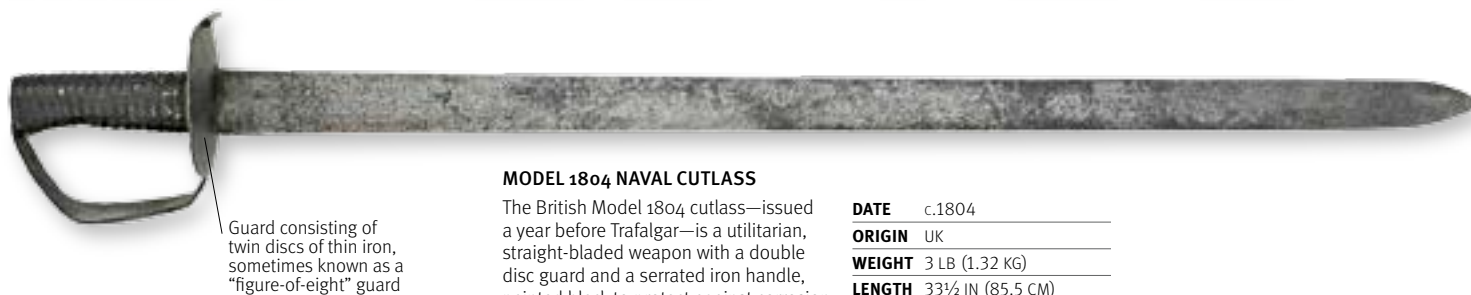 Guard consisting of
twin discs of thin iron,
sometimes known as a
“figure-of-eight” guard
MODEL 1804 NAVAL CUTLASS
The British Model 1804 cutlass—issued
a year before Trafalgar—is a utilitarian,
straight-bladed weapon with a double
disc guard and a serrated iron handle,
DATE c.1804
ORIGIN UK
WEIGHT 3 LB (1.32 KG)
LENGTH 33½ IN (85.5 CM)